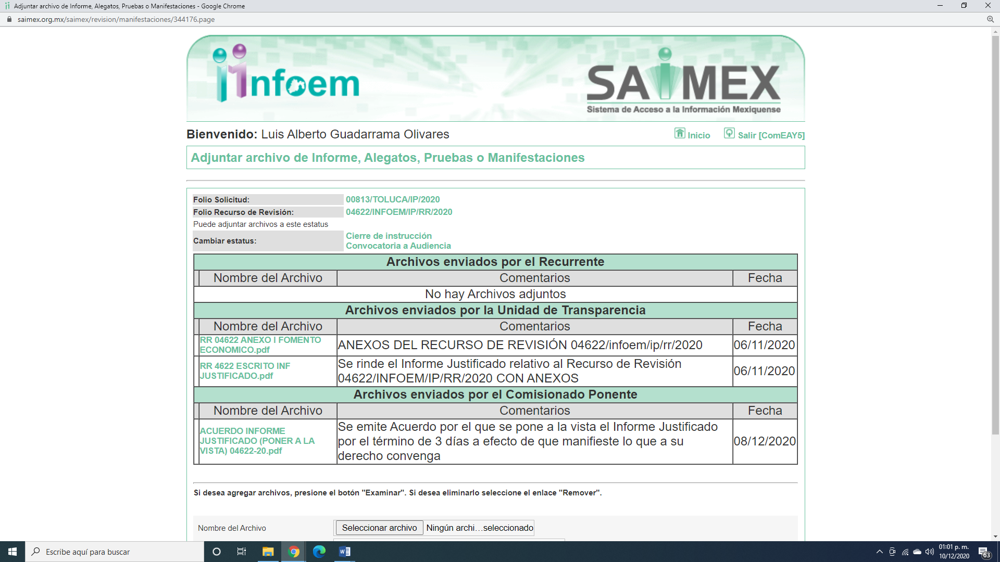 Adjuntar archivo de Informe, Alegatos, Pruebas o Manifestaciones - Google Chrome
saimex.org.mx/saimex/revision/manifestaciones/344176.page
infoem
SAIMEX
Sistema de Acceso a la Información Mexiquense
Bienvenido: Luis Alberto Guadarrama Olivares
Inicio Salir [ComEAY5]
Adjuntar archivo de Informe, Alegatos, Pruebas o Manifestaciones
Folio Solicitud: 00813/TOLUCA/IP/2020
Folio Recurso de Revisión: 04622/INFOEM/IP/RR/2020
Puede adjuntar archivos a este estatus
Cambiar estatus: Cierre de instrucción
Convocatoria a Audiencia
Archivos enviados por el Recurrente
Nombre del Archivo Comentarios Fecha
No hay Archivos adjuntos
Archivos enviados por la Unidad de Transparencia
Nombre del Archivo Comentarios Fecha
RR 04622 ANEXO I FOMENTO
ECONOMICO.pdf
ANEXOS DEL RECURSO DE REVISIÓN 04622/infoem/ip/rr/2020
06/11/2020
RR 4622 ESCRITO INF
JUSTIFICADO.pdf
Se rinde el Informe Justificado relativo al Recurso de Revisión
04622/INFOEM/IP/RR/2020 CON ANEXOS
06/11/2020
Archivos enviados por el Comisionado Ponente
Nombre del Archivo Comentarios Fecha
ACUERDO INFORME
JUSTIFICADO (PONER A LA
VISTA) 04622-20.pdf
Se emite Acuerdo por el que se pone a la vista el Informe Justificado
por el término de 3 días a efecto de que manifieste lo que a su
derecho convenga
08/12/2020
Si desea agregar archivos, presione el botón "Examinar". Si desea eliminarlo seleccione el enlace "Remover".
Nombre del Archivo Seleccionar archivo Ningún archi…seleccionado
Escribe aquí para buscar
01:01 p. m.
10/12/2020
63